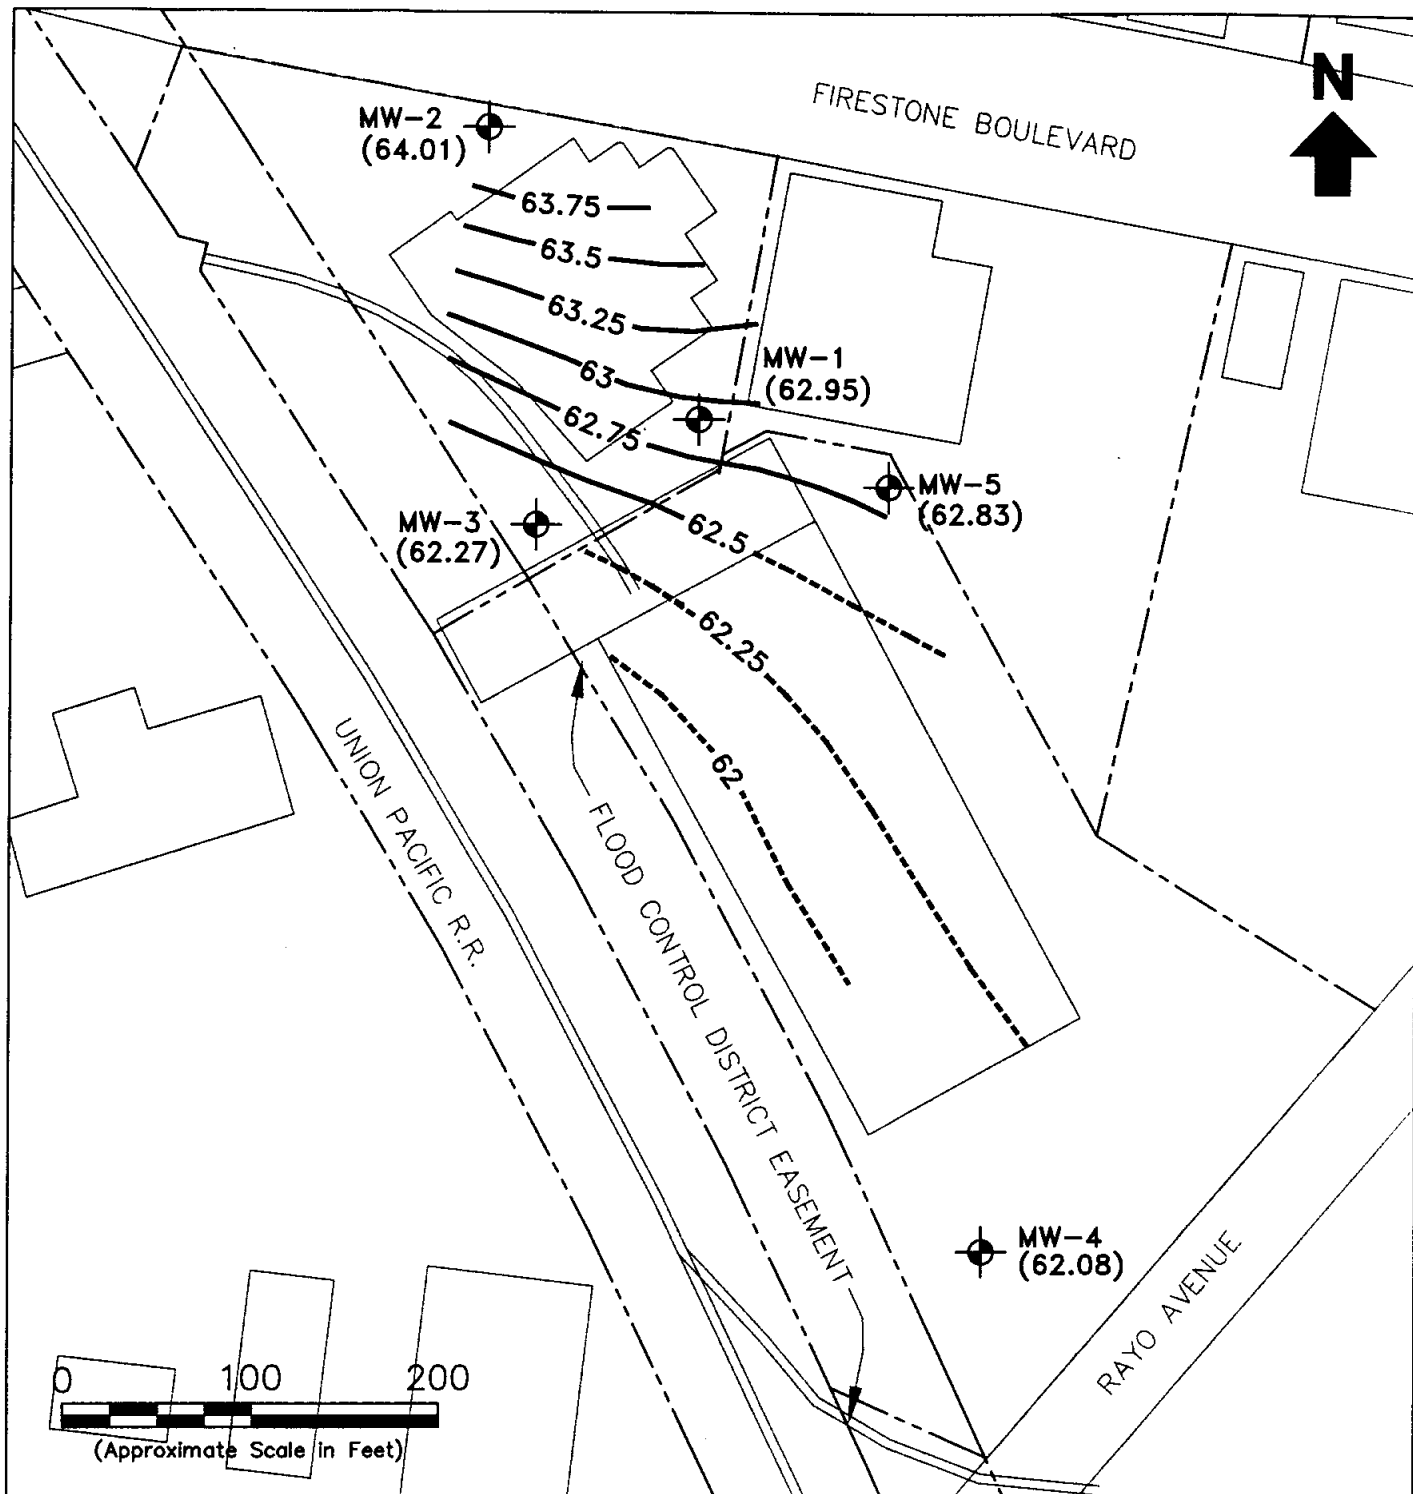 N
FIRESTONE BOULEVARD
MW-2
(64.01)
63.75
63.5
63.25
63
MW-1
(62.95)
62.75
MW-5
(62.83)
62.5
MW-3
(62.27)
62.25
62
UNION PACIFIC R.R.
FLOOD CONTROL DISTRICT EASEMENT
MW-4
(62.08)
RAYO AVENUE
0 100 200
(Approximate Scale in Feet)